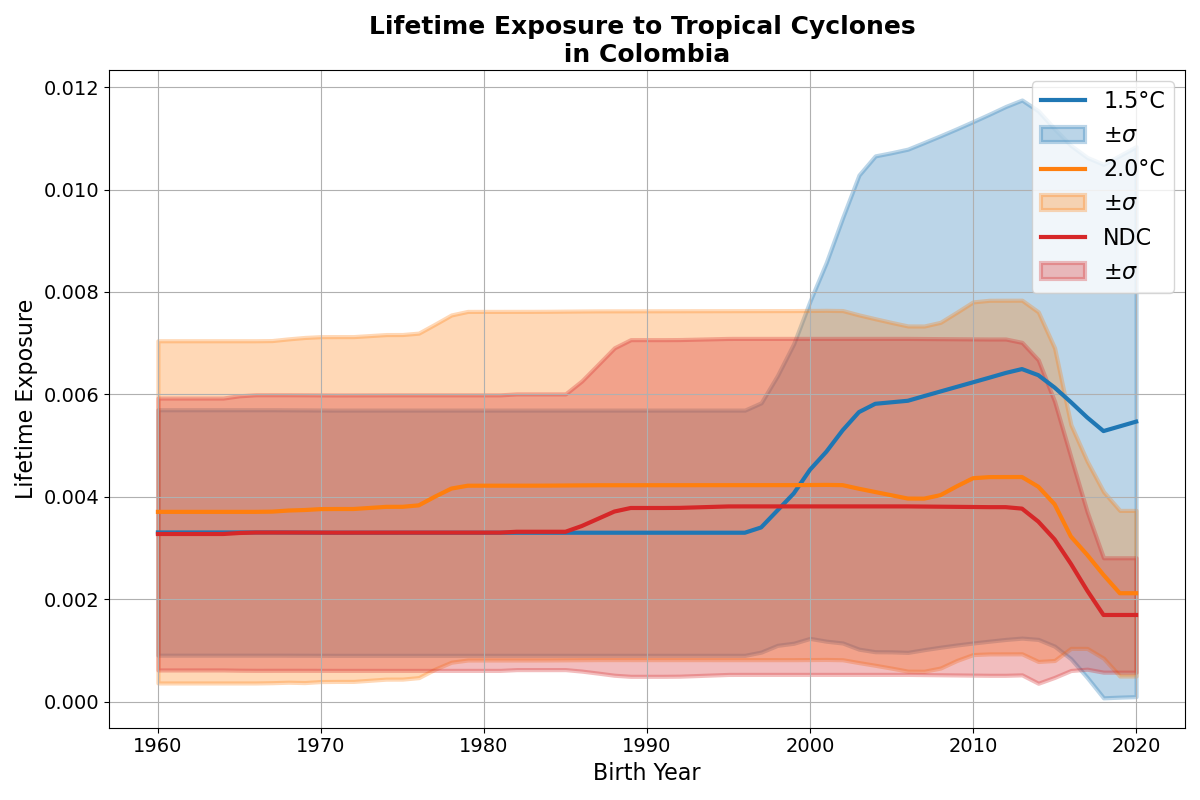 Lifetime Exposure to Tropical Cyclones
in Colombia
Lifetime Exposure
0.012
0.010
0.008
0.006
0.004
0.002
0.000
1960
1970
1980
1990
2000
2010
2020
Birth Year
1.5°C
±σ
2.0°C
±σ
NDC
±σ